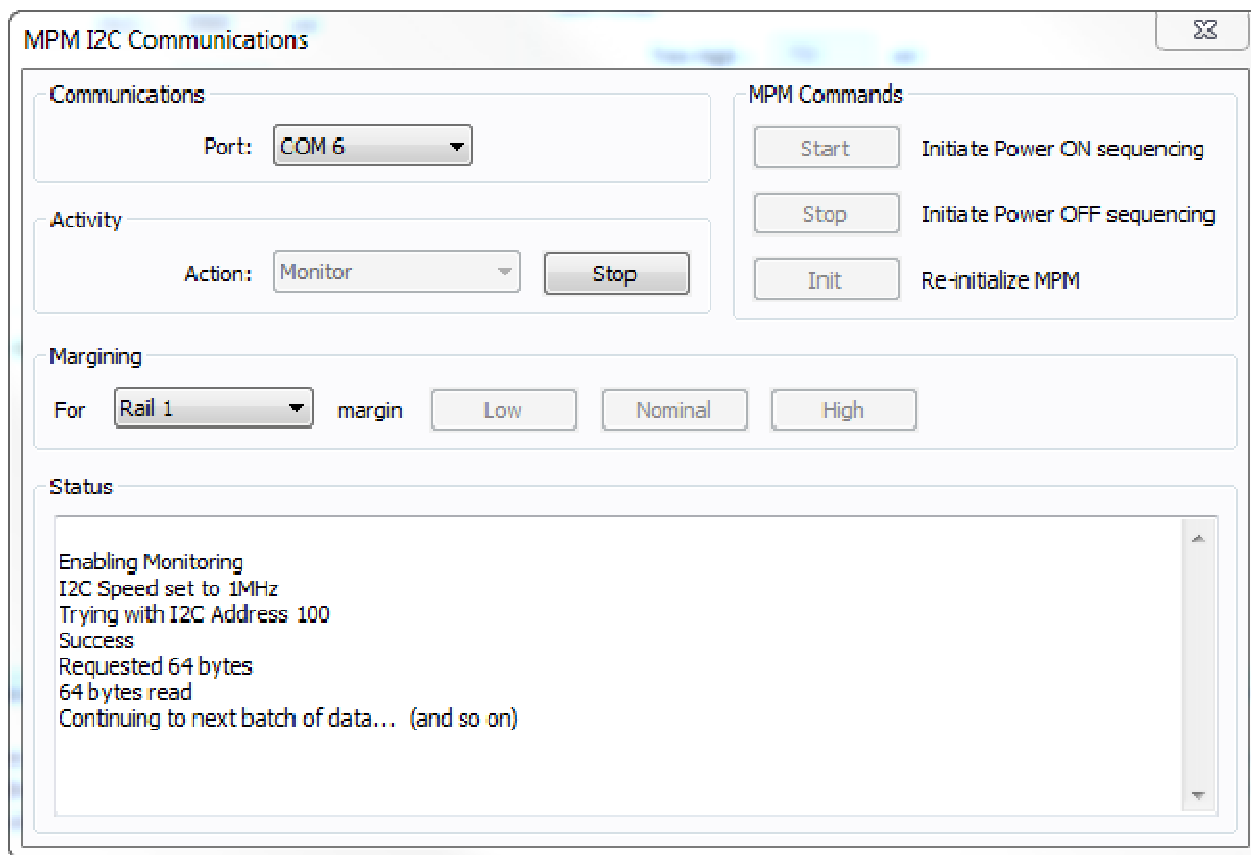 MPM I2C Communications
Communications
Port: COM 6
Activity
Action: Monitor Stop
MPM Commands
Start Initiate Power ON sequencing
Stop Initiate Power OFF sequencing
Init Re-initialize MPM
Margining
For Rail 1 margin Low Nominal High
Status
Enabling Monitoring
I2C Speed set to 1MHz
Trying with I2C Address 100
Success
Requested 64 bytes
64 bytes read
Continuing to next batch of data... (and so on)